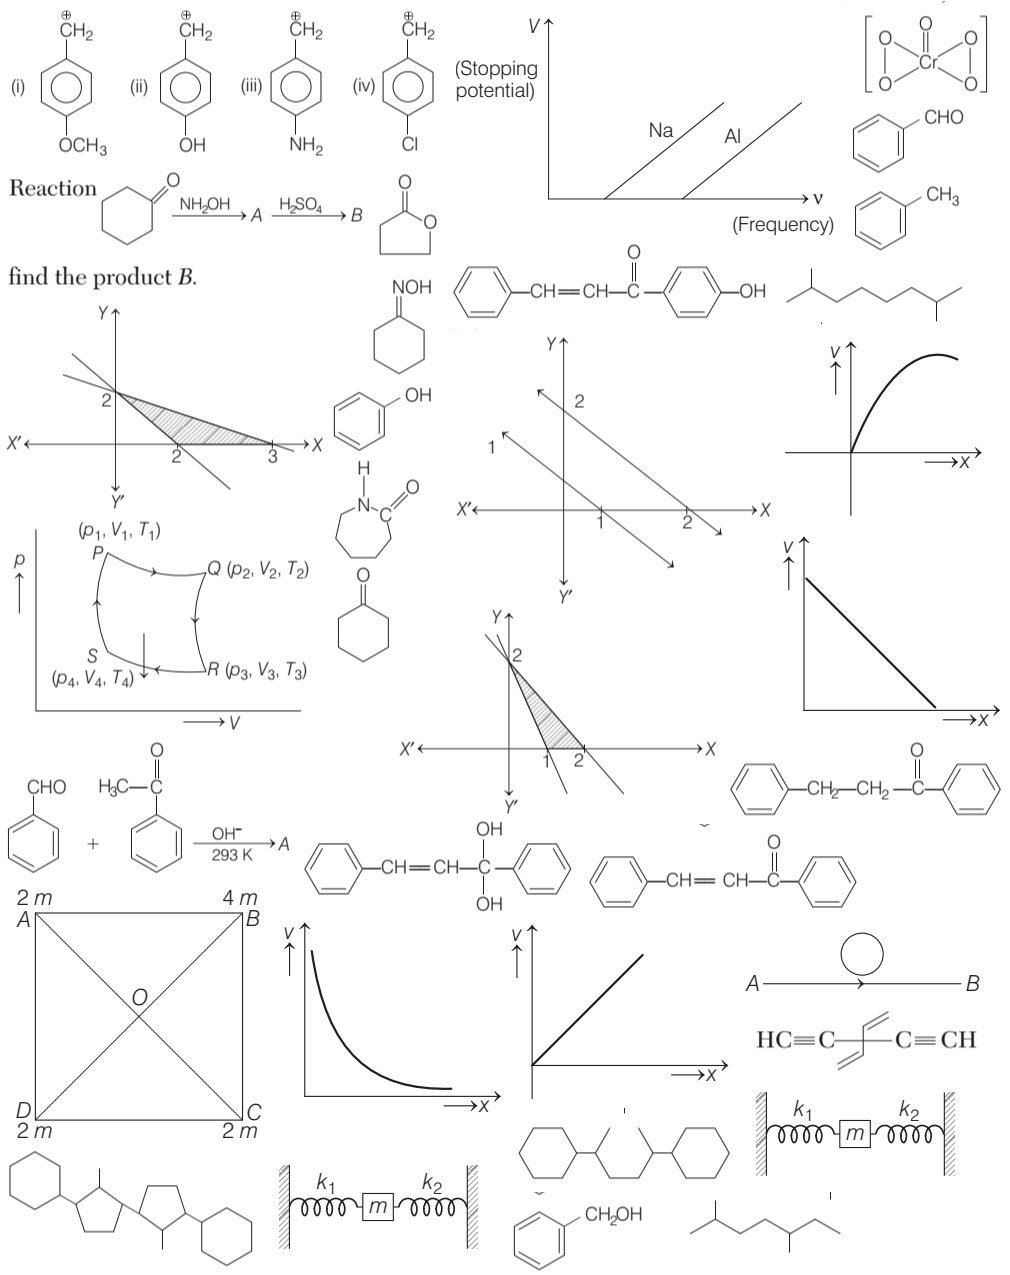 ⊕ ⊕ ⊕ ⊕
CH2 CH2 CH2 CH2
(i) (ii) (iii) (iv)
OCH3 OH NH2 Cl
V
(Stopping
potential)
Na
Al
ν
(Frequency)
O
O O
Cr
O O
CHO
CH3
Reaction
O
NH2OH A H2SO4 B
O
O
find the product B.
NOH
O
CH=CH–C OH
Y
2
X′ X
2 3
Y′
OH
H
N O
C
O
Y
2
1
X′ X
1 2
Y′
V
X
(p1, V1, T1)
P
p
Q (p2, V2, T2)
S
R (p3, V3, T3)
(p4, V4, T4)
V
V
X
Y
2
X′ X
1 2
Y′
O
CH2–CH2–C
O
CHO H3C–C
+ OH– A
293 K
OH
CH=CH–C
OH
O
CH=CH–C
2 m 4 m
A B
O
D C
2 m 2 m
V
X
V
X
A B
HC≡C C≡CH
k1 k2
m
k1 k2
m
CH2OH